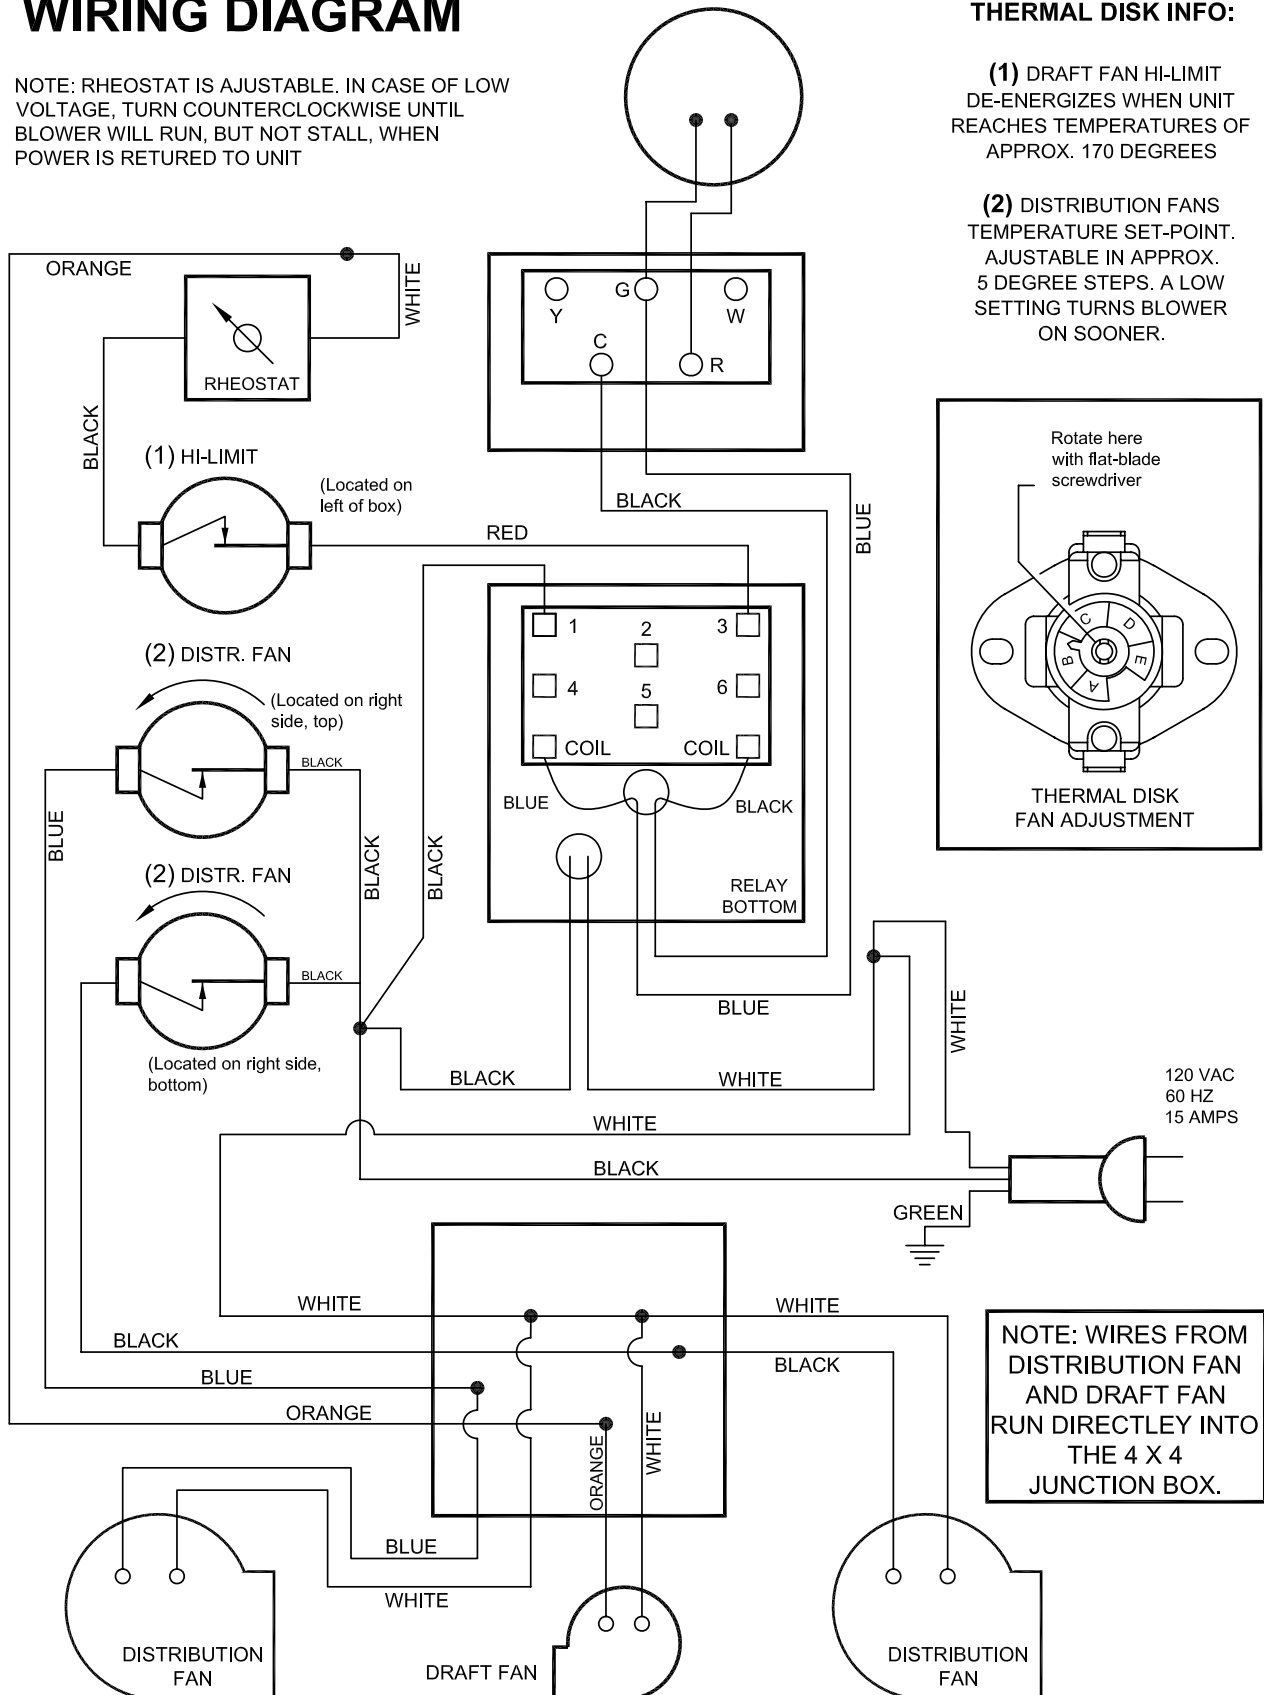 WIRING DIAGRAM
NOTE: RHEOSTAT IS AJUSTABLE. IN CASE OF LOW
VOLTAGE, TURN COUNTERCLOCKWISE UNTIL
BLOWER WILL RUN, BUT NOT STALL, WHEN
POWER IS RETURED TO UNIT
THERMAL DISK INFO:
(1) DRAFT FAN HI-LIMIT
DE-ENERGIZES WHEN UNIT
REACHES TEMPERATURES OF
APPROX. 170 DEGREES
(2) DISTRIBUTION FANS
TEMPERATURE SET-POINT.
AJUSTABLE IN APPROX.
5 DEGREE STEPS. A LOW
SETTING TURNS BLOWER
ON SOONER.
ORANGE
WHITE
RHEOSTAT
BLACK
Y
G
W
C
R
(1) HI-LIMIT
(Located on
left of box)
RED
BLACK
BLUE
Rotate here
with flat-blade
screwdriver
C
D
B
E
A
THERMAL DISK
FAN ADJUSTMENT
1
2
3
4
5
6
COIL
COIL
BLUE
BLACK
RELAY
BOTTOM
(2) DISTR. FAN
(Located on right
side, top)
BLACK
BLUE
BLACK
BLACK
(2) DISTR. FAN
BLACK
(Located on right side,
bottom)
BLUE
WHITE
BLACK
WHITE
120 VAC
60 HZ
15 AMPS
WHITE
BLACK
GREEN
WHITE
WHITE
BLACK
BLACK
BLUE
ORANGE
ORANGE
WHITE
NOTE: WIRES FROM
DISTRIBUTION FAN
AND DRAFT FAN
RUN DIRECTLEY INTO
THE 4 X 4
JUNCTION BOX.
BLUE
WHITE
DISTRIBUTION
FAN
DRAFT FAN
DISTRIBUTION
FAN